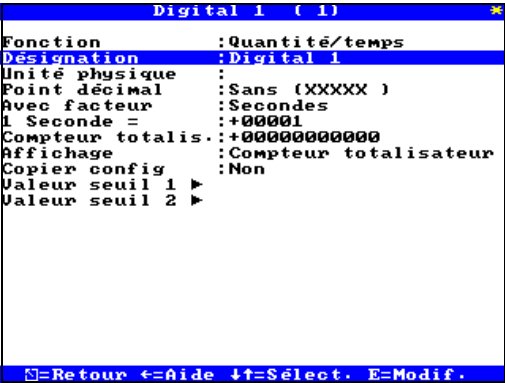 Digital 1 ( 1) *
Fonction :Quantité/temps
Désignation :Digital 1
Unité physique :
Point décimal :Sans (XXXXX )
Avec facteur :Secondes
1 Seconde = :+00001
Compteur totalis.:+00000000000
Affichage :Compteur totalisateur
Copier config :Non
Valeur seuil 1 ►
Valeur seuil 2 ►
=Retour ←=Aide ↓↑=Sélect. E=Modif.